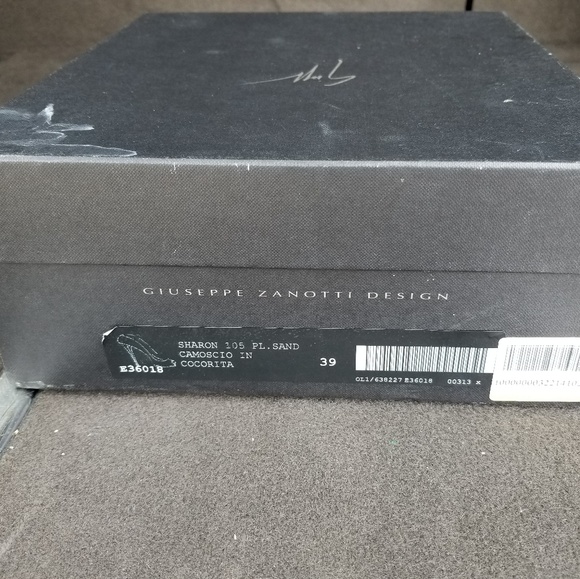 GIUSEPPE ZANOTTI DESIGN
SHARON 105 PL.SAND
CAMOSCIO IN
COCORITA
E36018
39
OL1/638227 E36018 00313 X